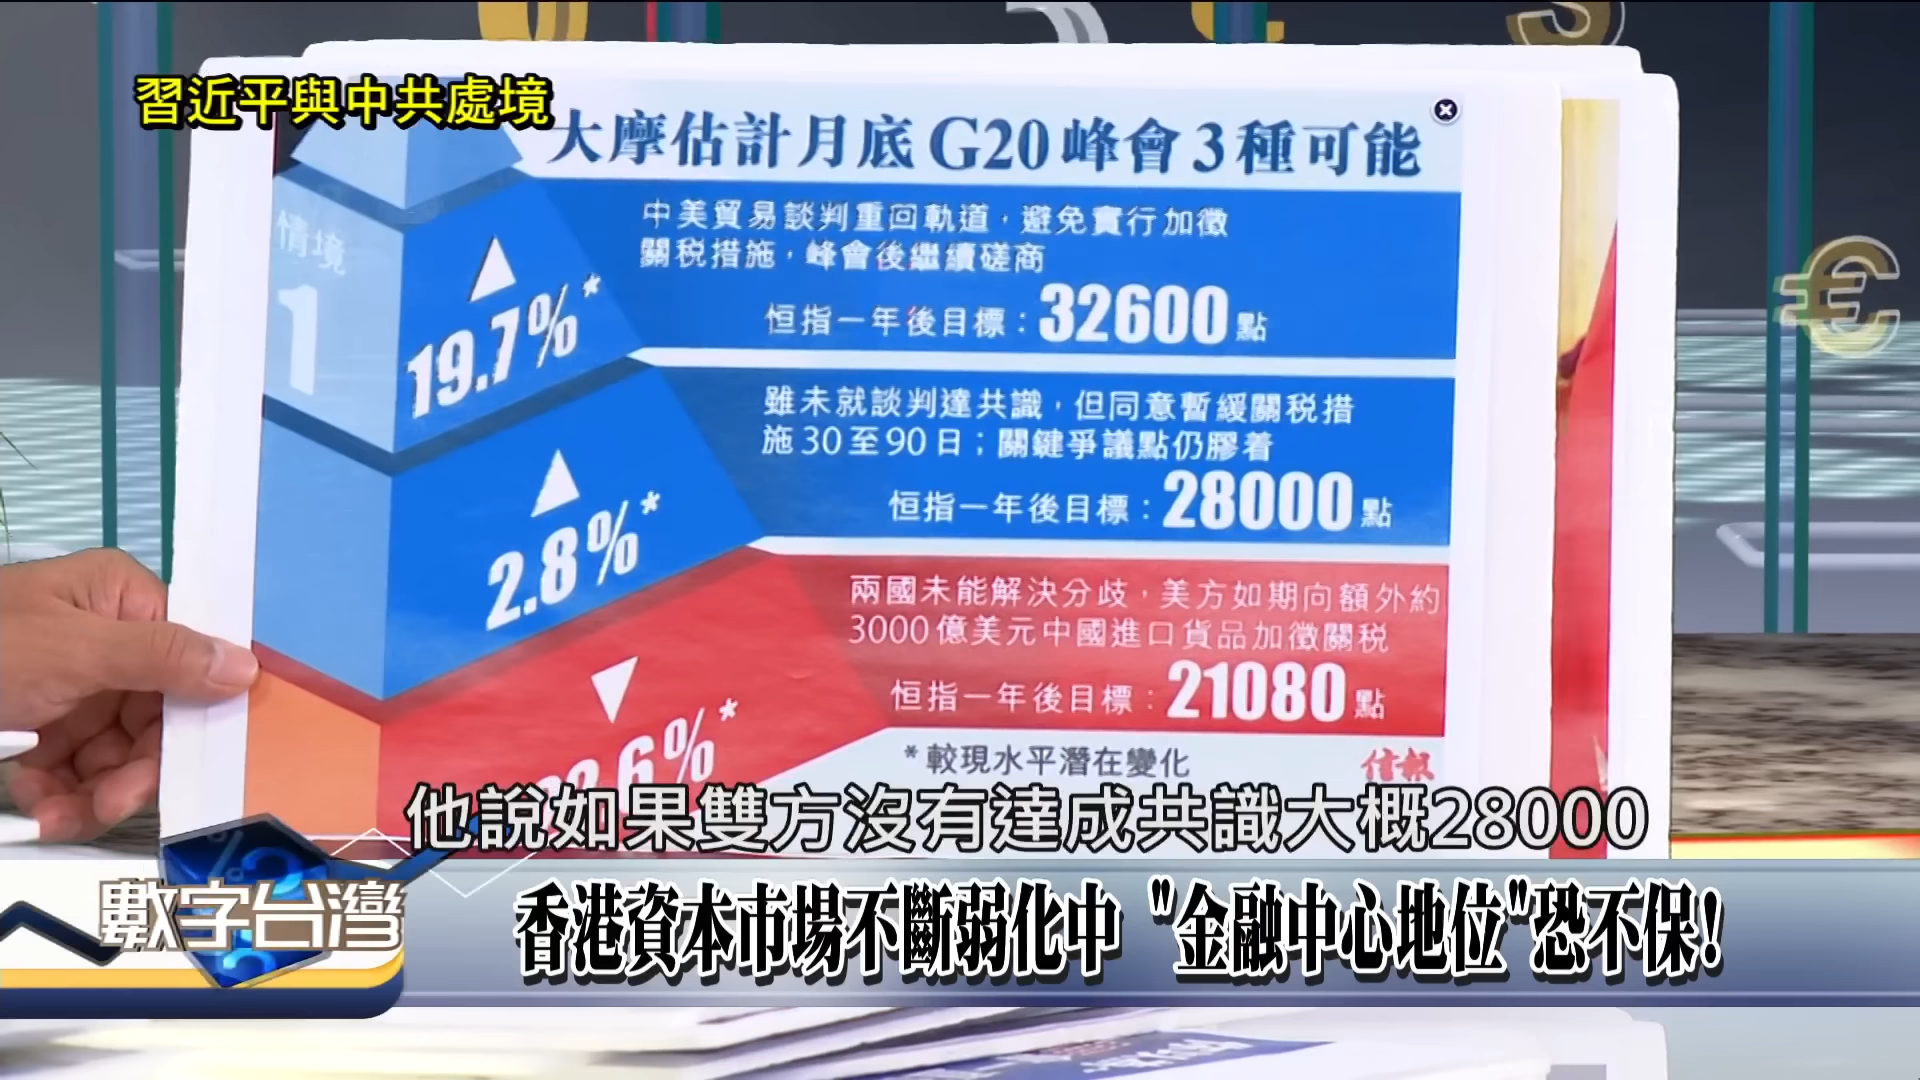 習近平與中共處境
大摩估計月底G20峰會3種可能
情境
1
19.7%*
中美貿易談判重回軌道，避免實行加徵
關稅措施，峰會後繼續磋商
恒指一年後目標：32600點
2.8%*
雖未就談判達共識，但同意暫緩關稅措
施30至90日；關鍵爭議點仍膠着
恒指一年後目標：28000點
兩國未能解決分歧，美方如期向額外約
3000億美元中國進口貨品加徵關稅
恒指一年後目標：21080點
6%*
*較現水平潛在變化
信報
他說如果雙方沒有達成共識大概28000
數字台灣
香港資本市場不斷弱化中 "金融中心地位"恐不保!